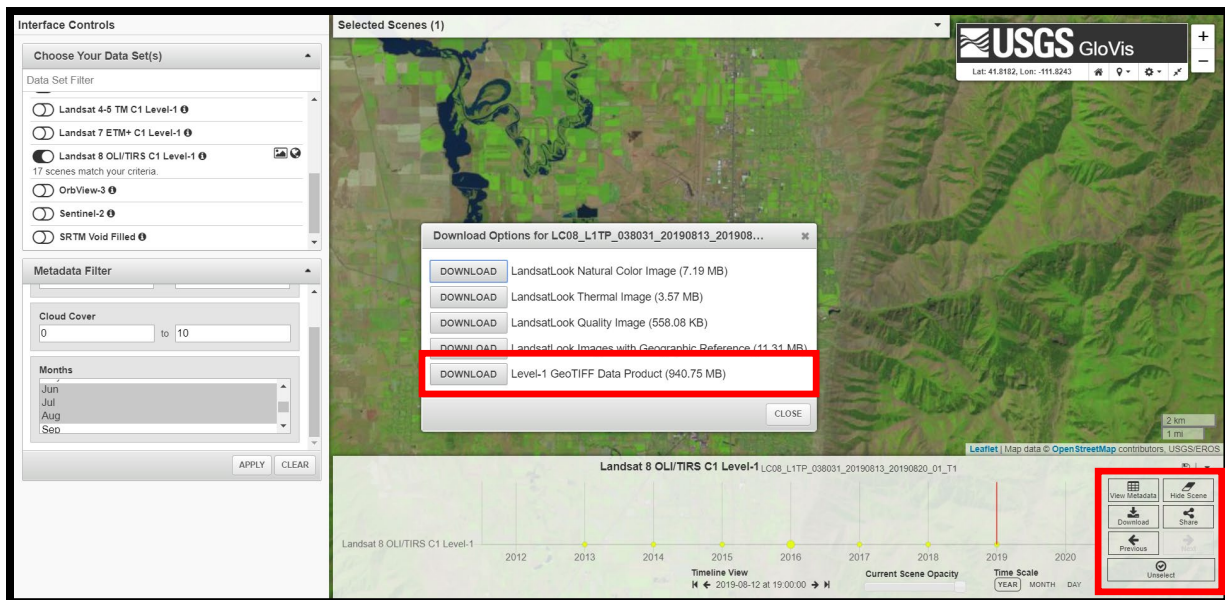 Interface Controls
Choose Your Data Set(s)
Data Set Filter
Landsat 4-5 TM C1 Level-1
Landsat 7 ETM+ C1 Level-1
Landsat 8 OLI/TIRS C1 Level-1
17 scenes match your criteria.
OrbView-3
Sentinel-2
SRTM Void Filled
Metadata Filter
Cloud Cover
0 to 10
Months
Jun
Jul
Aug
Sep
APPLY CLEAR
Selected Scenes (1)
USGS GloVis
Lat: 41.8182, Lon: -111.8243
+
−
Download Options for LC08_L1TP_038031_20190813_201908...
DOWNLOAD LandsatLook Natural Color Image (7.19 MB)
DOWNLOAD LandsatLook Thermal Image (3.57 MB)
DOWNLOAD LandsatLook Quality Image (558.08 KB)
DOWNLOAD LandsatLook Images with Geographic Reference (11.31 MB)
DOWNLOAD Level-1 GeoTIFF Data Product (940.75 MB)
CLOSE
2 km
1 mi
Leaflet | Map data © OpenStreetMap contributors, USGS/EROS
Landsat 8 OLI/TIRS C1 Level-1 LC08_L1TP_038031_20190813_20190820_01_T1
Landsat 8 OLI/TIRS C1 Level-1
2012 2013 2014 2015 2016 2017 2018 2019 2020
Timeline View
2019-08-12 at 19:00:00
Current Scene Opacity
Time Scale
YEAR MONTH DAY
View Metadata Hide Scene
Download Share
Previous Next
Unselect